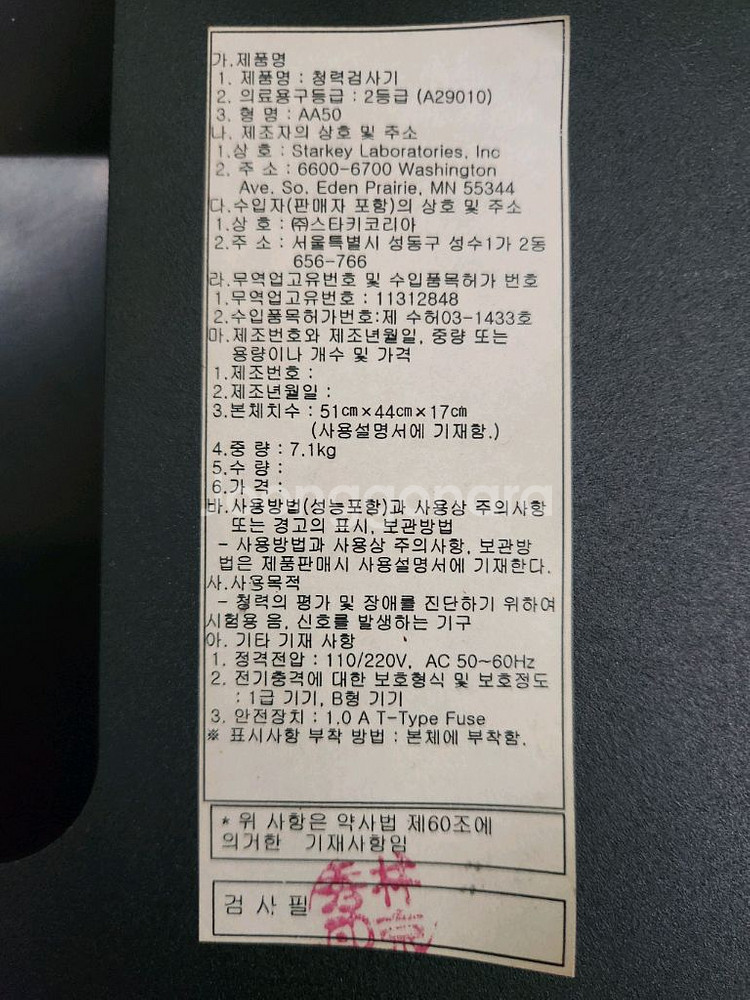 가.제품명
1. 제품명 : 청력검사기
2. 의료용구등급 : 2등급 (A29010)
3. 형 명 : AA50
나. 제조자의 상호 및 주소
1.상 호 : Starkey Laboratories, Inc
2. 주 소 : 6600-6700 Washington
Ave. So. Eden Prairie, MN 55344
다.수입자(판매자 포함)의 상호 및 주소
1.상 호 : ㈜스타키코리아
2.주 소 : 서울특별시 성동구 성수1가 2동
656-766
라.무역업고유번호 및 수입품목허가 번호
1.무역업고유번호 : 11312848
2.수입품목허가번호:제 수허03-1433호
마.제조번호와 제조년월일, 중량 또는
용량이나 개수 및 가격
1.제조번호 :
2.제조년월일 :
3.본체치수 : 51㎝×44㎝×17㎝
(사용설명서에 기재함.)
4.중 량 : 7.1kg
5.수 량 :
6.가 격 :
바.사용방법(성능포함)과 사용상 주의사항
또는 경고의 표시, 보관방법
- 사용방법과 사용상 주의사항, 보관방
법은 제품판매시 사용설명서에 기재한다.
사.사용목적
- 청력의 평가 및 장애를 진단하기 위하여
시험용 음, 신호를 발생하는 기구
아. 기타 기재 사항
1. 정격전압 : 110/220V, AC 50~60Hz
2. 전기충격에 대한 보호형식 및 보호정도
: 1급 기기, B형 기기
3. 안전장치 : 1.0 A T-Type Fuse
※ 표시사항 부착 방법 : 본체에 부착함.
* 위 사항은 약사법 제60조에
의거한 기재사항임
검 사 필